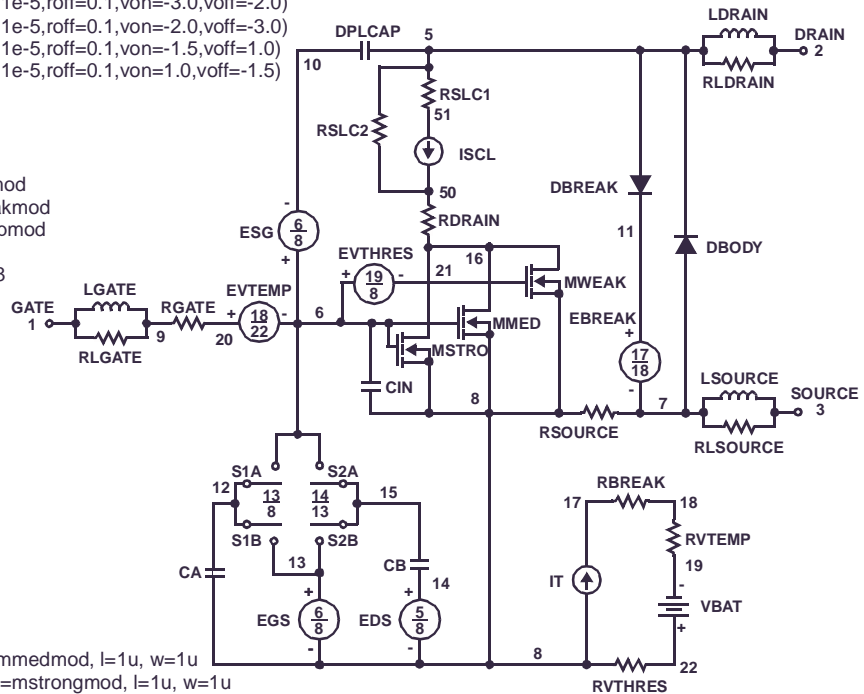 1e-5,roff=0.1,von=-3.0,voff=-2.0)
1e-5,roff=0.1,von=-2.0,voff=-3.0)
1e-5,roff=0.1,von=-1.5,voff=1.0)
1e-5,roff=0.1,von=1.0,voff=-1.5)
LDRAIN
DPLCAP
5
DRAIN
2
10
RLDRAIN
RSLC1
51
RSLC2
ISCL
50
DBREAK
RDRAIN
11
DBODY
ESG
6
8
-
+
EVTHRES
16
21
+
19
8
-
MWEAK
LGATE
GATE
1
RGATE
EVTEMP
+
18
22
-
6
9
20
RLGATE
MMED
MSTRO
EBREAK
+
17
18
-
CIN
8
7
LSOURCE
SOURCE
3
RSOURCE
RLSOURCE
S1A
S2A
12
13
8
14
13
15
S1B
S2B
13
CA
CB
14
+
EGS
6
8
-
+
EDS
5
8
-
RBREAK
17
18
RVTEMP
19
IT
-
VBAT
+
8
22
RVTHRES
mmedmod, l=1u, w=1u
=mstrongmod, l=1u, w=1u